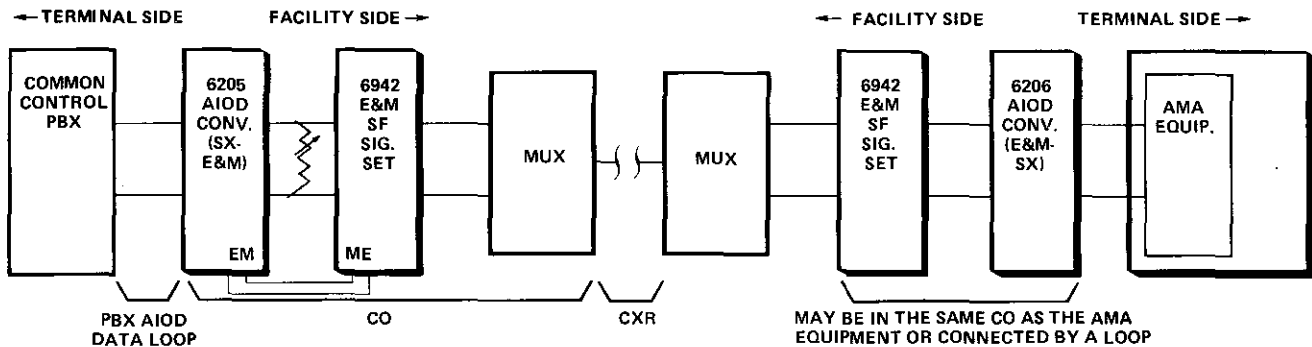 ← TERMINAL SIDE
FACILITY SIDE →
← FACILITY SIDE
TERMINAL SIDE →
COMMON
CONTROL
PBX
6205
AIOD
CONV.
(SX-
E&M)
EM
6942
E&M
SF
SIG.
SET
ME
MUX
MUX
6942
E&M
SF
SIG.
SET
6206
AIOD
CONV.
(E&M-
SX)
AMA
EQUIP.
PBX AIOD
DATA LOOP
CO
CXR
MAY BE IN THE SAME CO AS THE AMA
EQUIPMENT OR CONNECTED BY A LOOP